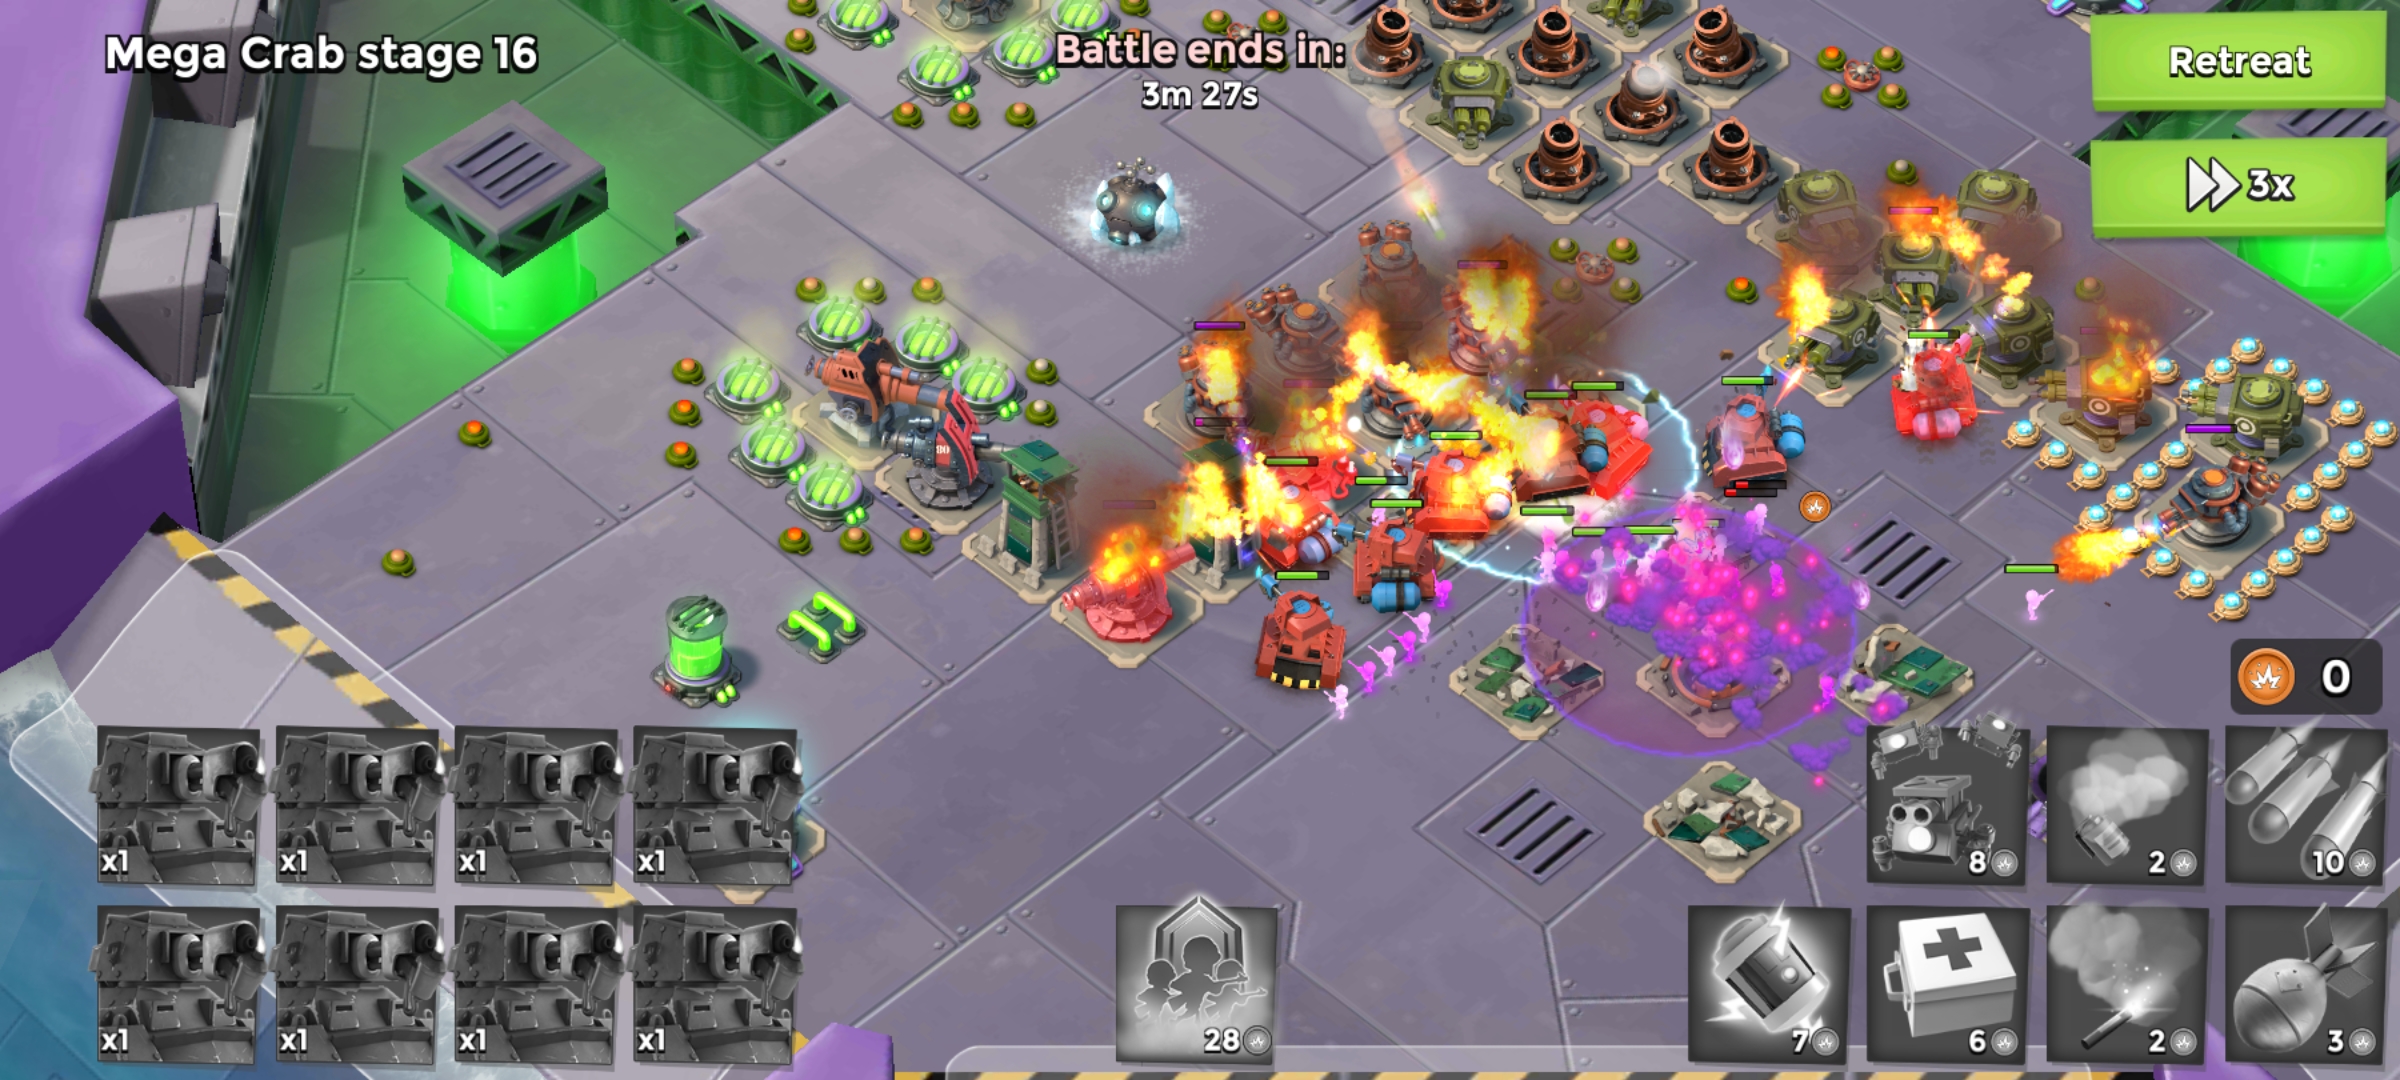 Mega Crab stage 16
Battle ends in:
3m 27s
Retreat
3x
80
0
x1
x1
x1
x1
8
2
10
x1
x1
x1
x1
28
7
6
2
3